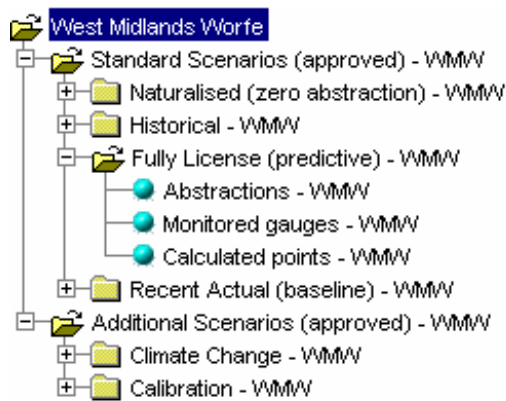 West Midlands Worfe
Standard Scenarios (approved) - WMW
Naturalised (zero abstraction) - WMW
Historical - WMW
Fully License (predictive) - WMW
Abstractions - WMW
Monitored gauges - WMW
Calculated points - WMW
Recent Actual (baseline) - WMW
Additional Scenarios (approved) - WMW
Climate Change - WMW
Calibration - WMW